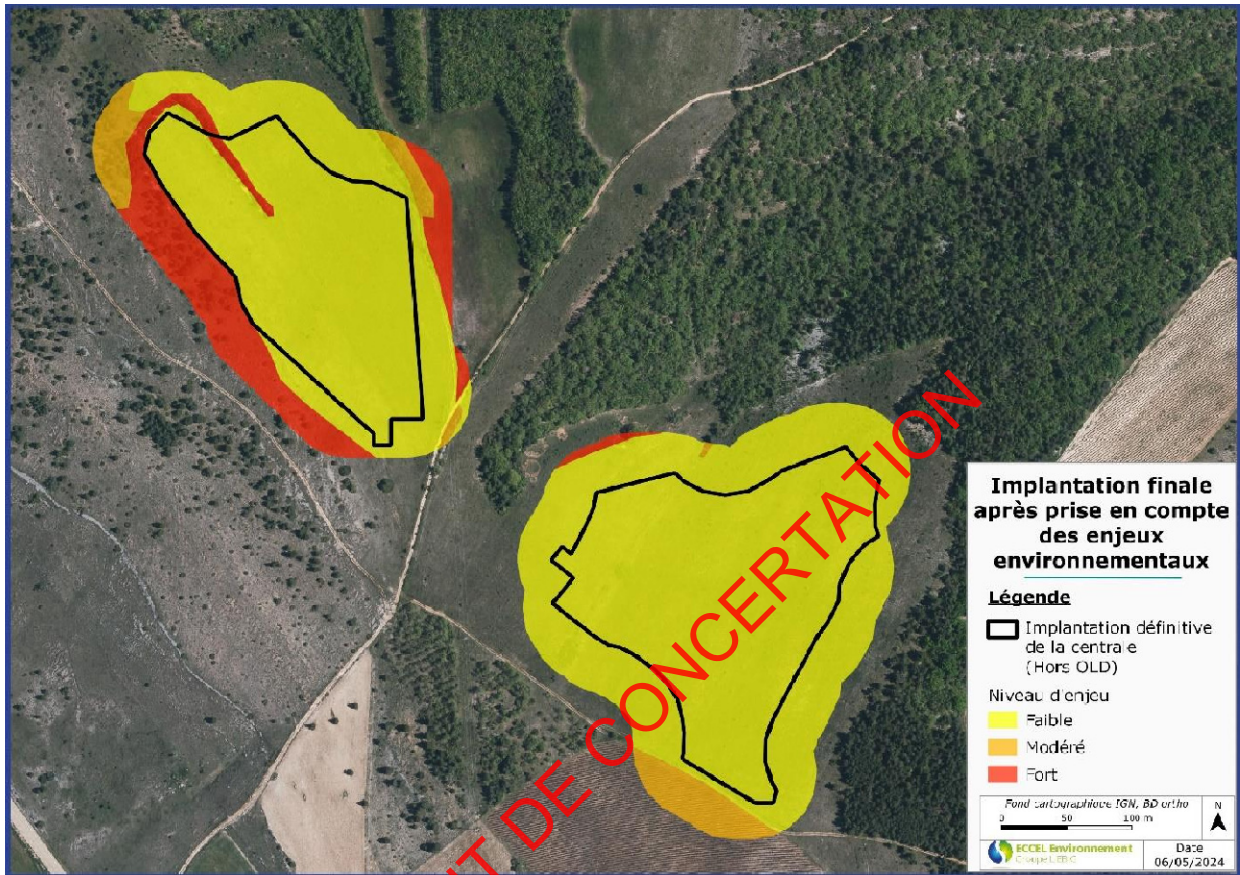 Implantation finale
après prise en compte
des enjeux
environnementaux
Légende
Implantation définitive
de la centrale
(Hors OLD)
Niveau d'enjeu
Faible
Modéré
Fort
Fond cartographique IGN, BD ortho
0 50 100 m
N
ECCEL Environnement
Groupe
Date
06/05/2024
T DE CONCERTATION